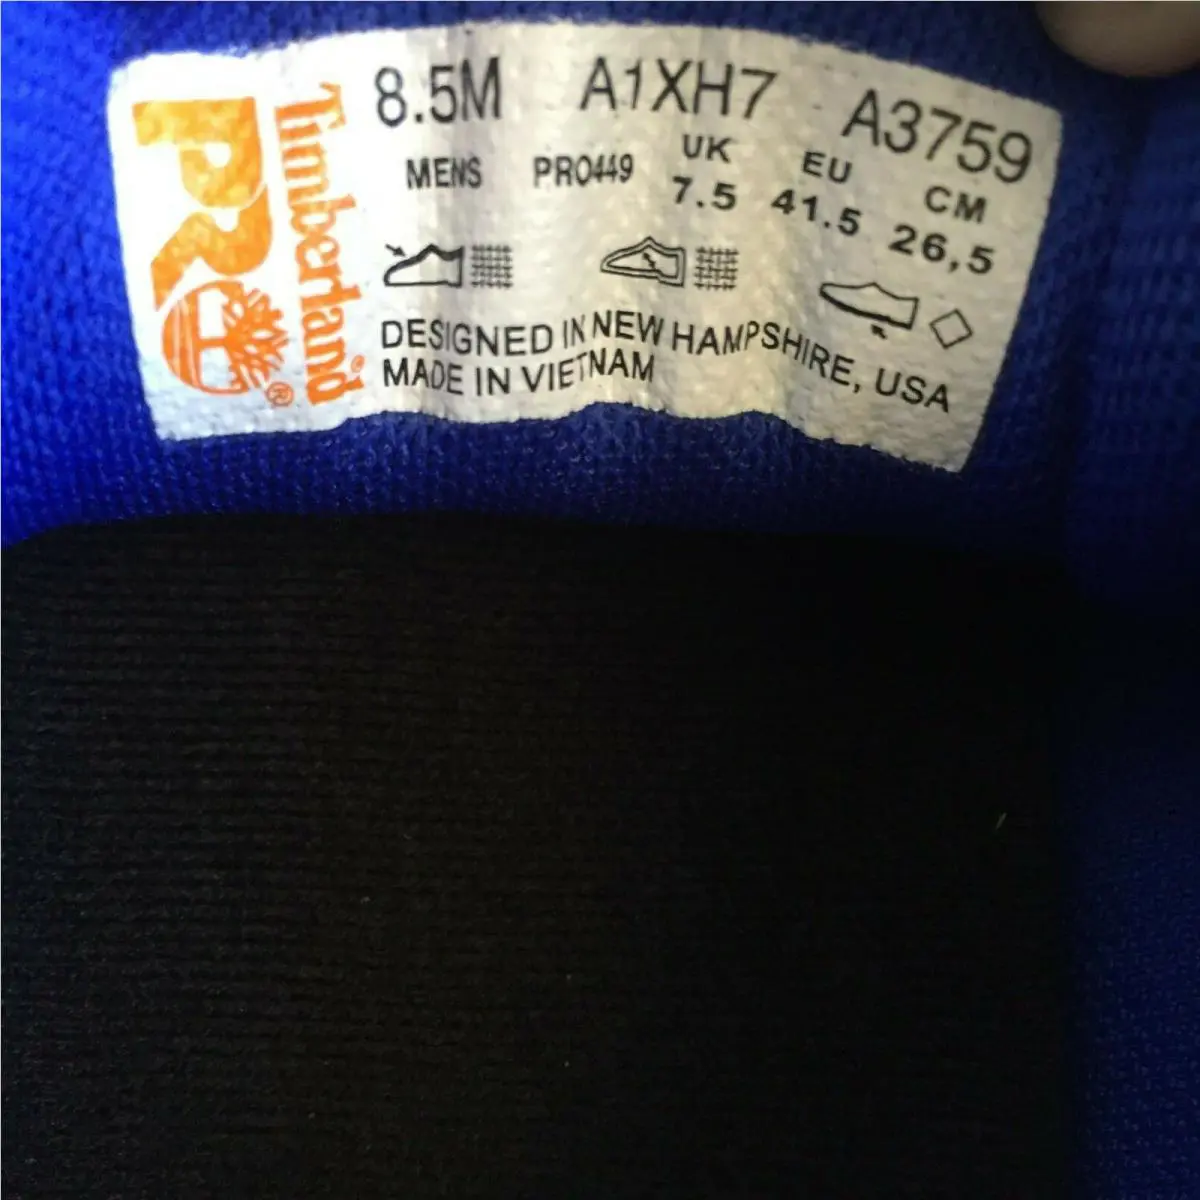 PRO
Timberland
®
8.5M A1XH7 A3759
MENS PRO449 UK EU CM
7.5 41.5 26,5
DESIGNED IN NEW HAMPSHIRE, USA
MADE IN VIETNAM